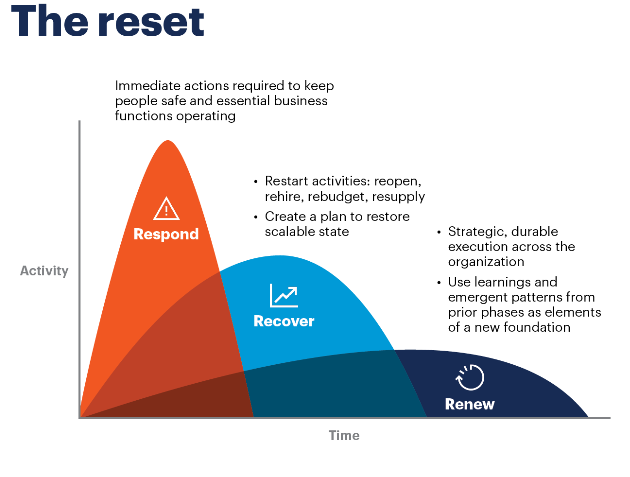 The reset
Immediate actions required to keep
people safe and essential business
functions operating
• Restart activities: reopen,
rehire, rebudget, resupply
• Create a plan to restore
scalable state
• Strategic, durable
execution across the
organization
• Use learnings and
emergent patterns from
prior phases as elements
of a new foundation
Respond
Activity
Recover
Renew
Time